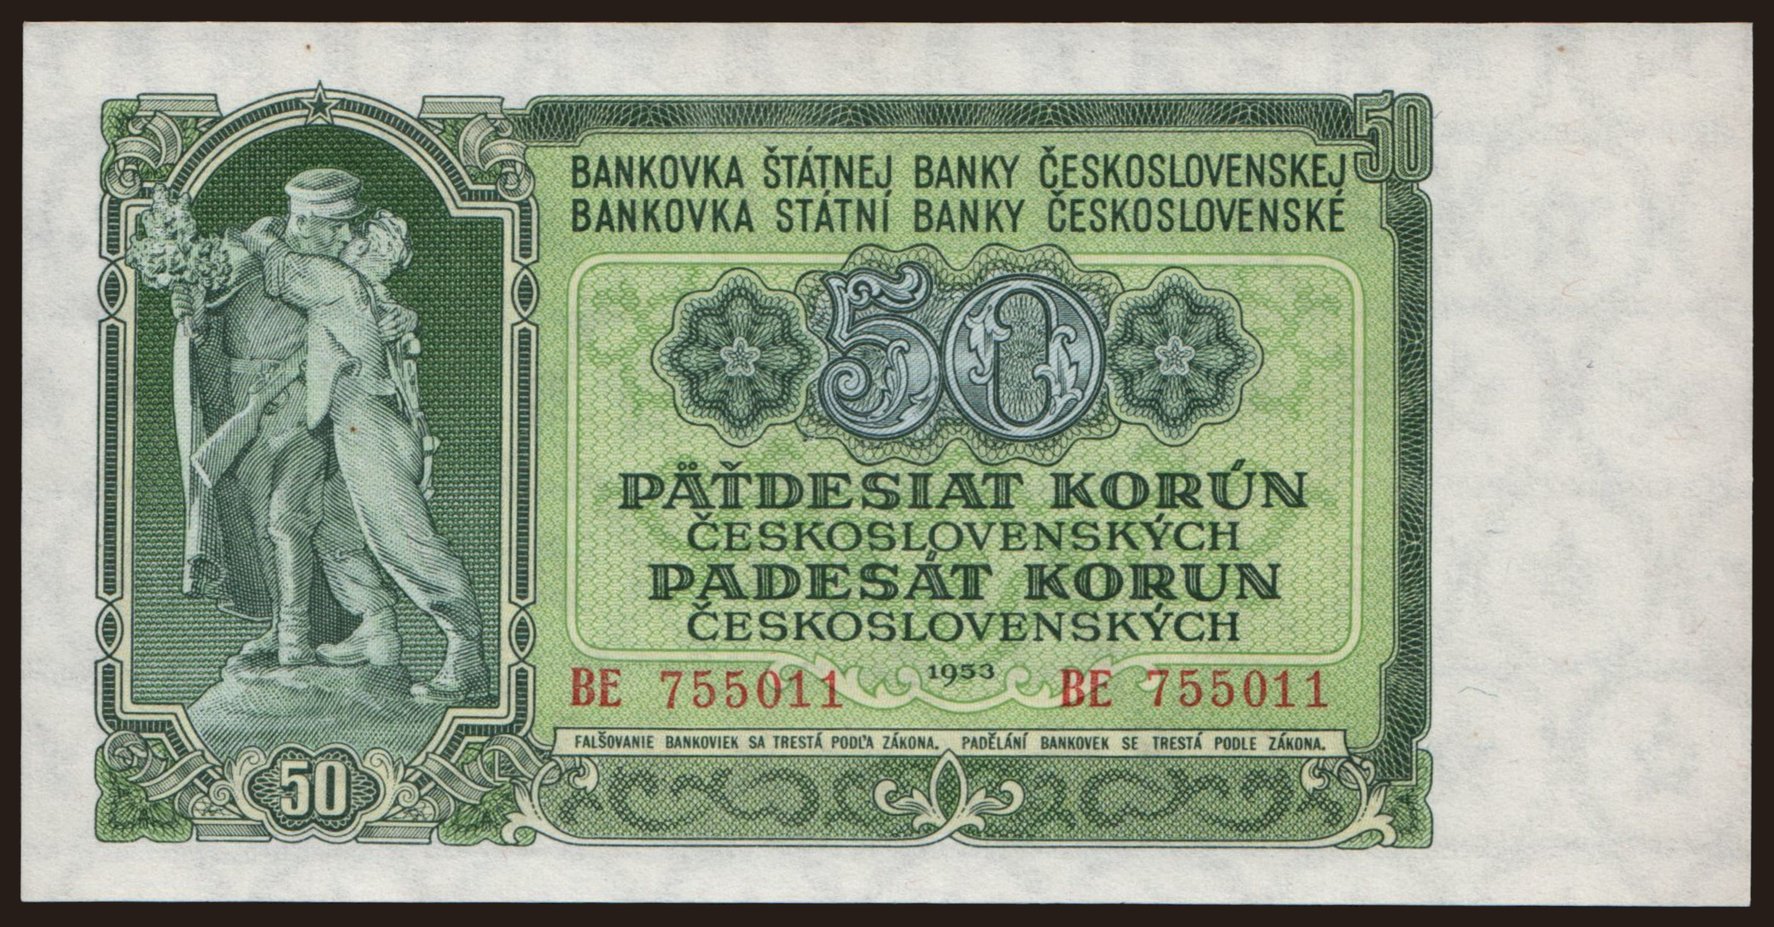 50
BANKOVKA ŠTÁTNEJ BANKY ČESKOSLOVENSKEJ
BANKOVKA STÁTNÍ BANKY ČESKOSLOVENSKÉ
50
PÄŤDESIAT KORÚN
ČESKOSLOVENSKÝCH
PADESÁT KORUN
ČESKOSLOVENSKÝCH
1953
BE 755011 BE 755011
FALŠOVANIE BANKOVIEK SA TRESTÁ PODĽA ZÁKONA. PADĚLÁNÍ BANKOVEK SE TRESTÁ PODLE ZÁKONA.
50